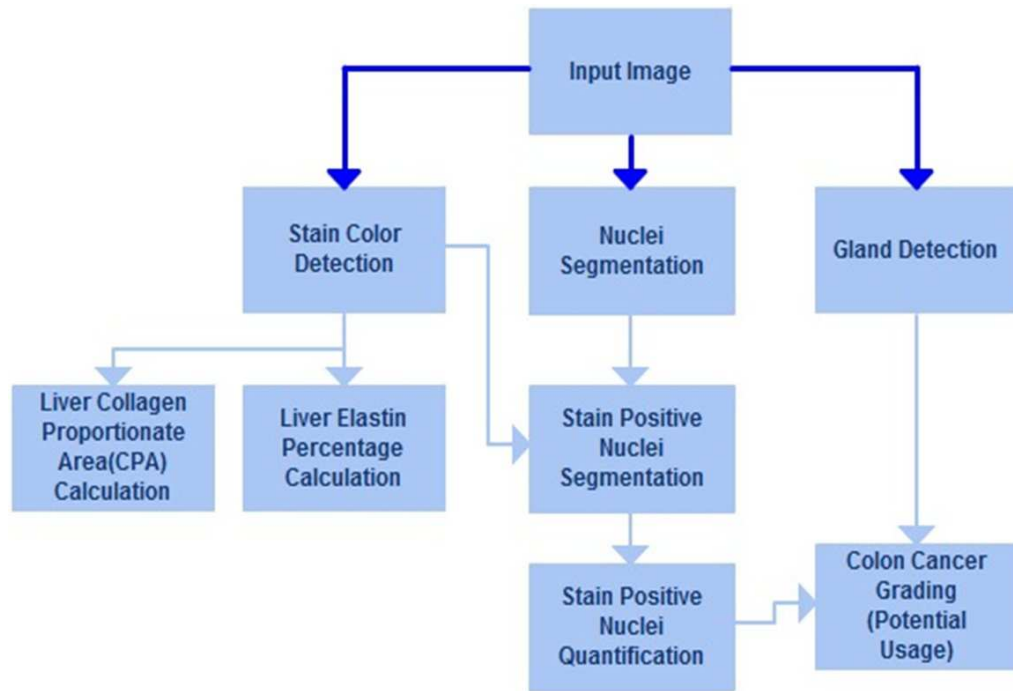 Input Image
Stain Color
Detection
Nuclei
Segmentation
Gland Detection
Liver Collagen
Proportionate
Area(CPA)
Calculation
Liver Elastin
Percentage
Calculation
Stain Positive
Nuclei
Segmentation
Stain Positive
Nuclei
Quantification
Colon Cancer
Grading
(Potential
Usage)